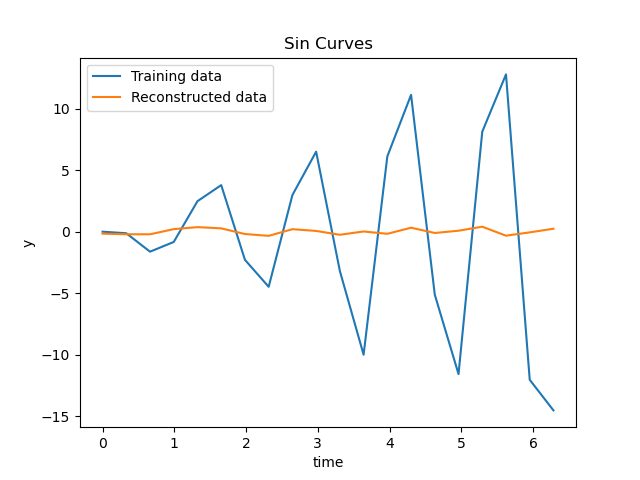 Sin Curves
Training data
Reconstructed data
10
5
0
−5
−10
−15
y
0 1 2 3 4 5 6
time